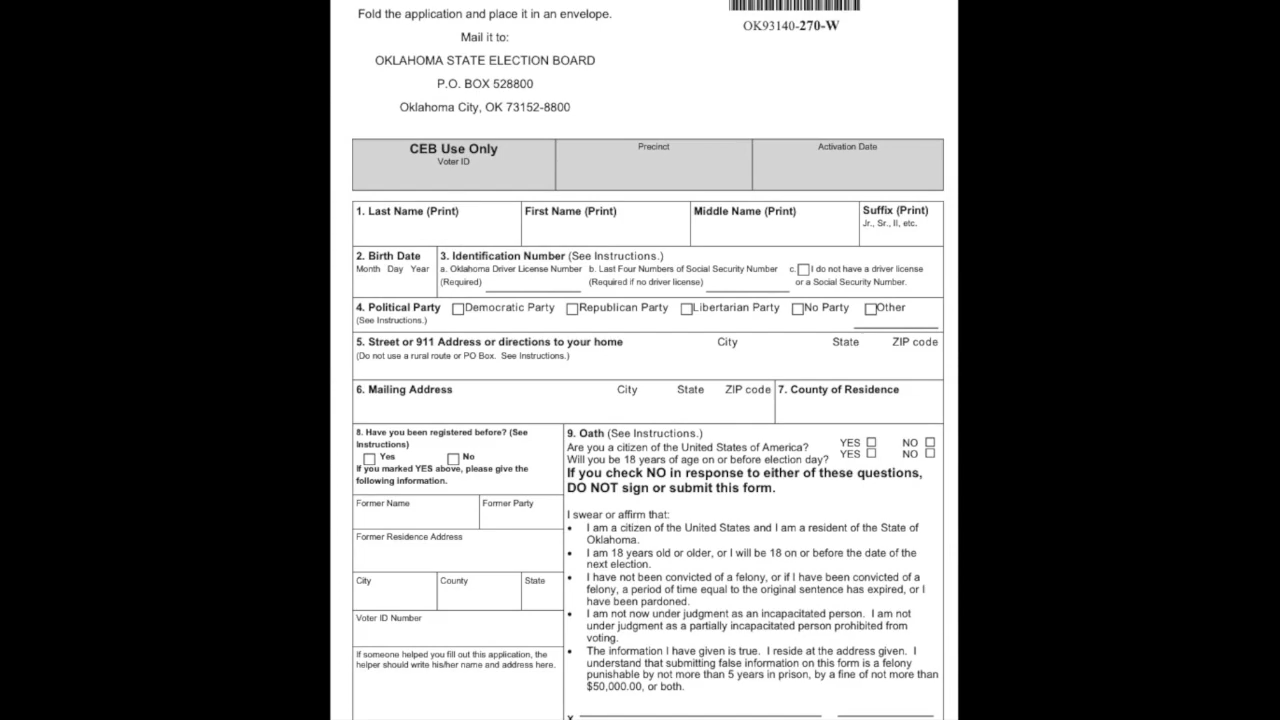 Fold the application and place it in an envelope.
OK93140-270-W
Mail it to:
OKLAHOMA STATE ELECTION BOARD
P.O. BOX 528800
Oklahoma City, OK 73152-8800
CEB Use Only
Voter ID
Precinct
Activation Date
1. Last Name (Print)
First Name (Print)
Middle Name (Print)
Suffix (Print)
Jr., Sr., II, etc.
2. Birth Date
Month Day Year
3. Identification Number (See Instructions.)
a. Oklahoma Driver License Number
(Required)
b. Last Four Numbers of Social Security Number
(Required if no driver license)
c. I do not have a driver license
or a Social Security Number.
4. Political Party Democratic Party Republican Party Libertarian Party No Party Other
(See Instructions.)
5. Street or 911 Address or directions to your home City State ZIP code
(Do not use a rural route or PO Box. See Instructions.)
6. Mailing Address City State ZIP code
7. County of Residence
8. Have you been registered before? (See
Instructions)
Yes No
If you marked YES above, please give the
following information.
Former Name
Former Party
Former Residence Address
City
County
State
Voter ID Number
If someone helped you fill out this application, the
helper should write his/her name and address here.
9. Oath (See Instructions.)
Are you a citizen of the United States of America? YES NO
Will you be 18 years of age on or before election day? YES NO
If you check NO in response to either of these questions,
DO NOT sign or submit this form.
I swear or affirm that:
• I am a citizen of the United States and I am a resident of the State of
Oklahoma.
• I am 18 years old or older, or I will be 18 on or before the date of the
next election.
• I have not been convicted of a felony, or if I have been convicted of a
felony, a period of time equal to the original sentence has expired, or I
have been pardoned.
• I am not now under judgment as an incapacitated person. I am not
under judgment as a partially incapacitated person prohibited from
voting.
• The information I have given is true. I reside at the address given. I
understand that submitting false information on this form is a felony
punishable by not more than 5 years in prison, by a fine of not more than
$50,000.00, or both.
X